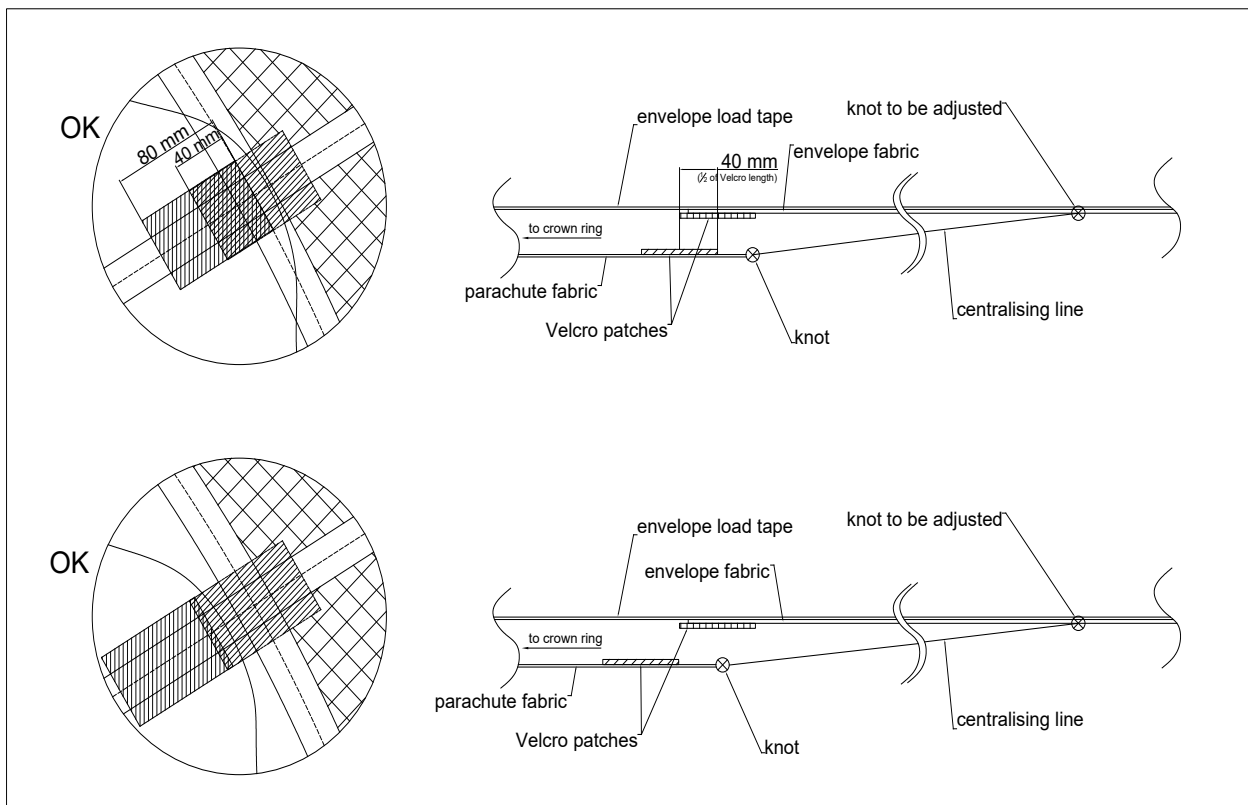 OK
80 mm
40 mm
envelope load tape
knot to be adjusted
40 mm
(½ of Velcro length)
envelope fabric
to crown ring
parachute fabric
Velcro patches
knot
centralising line
OK
envelope load tape
knot to be adjusted
envelope fabric
to crown ring
parachute fabric
Velcro patches
knot
centralising line